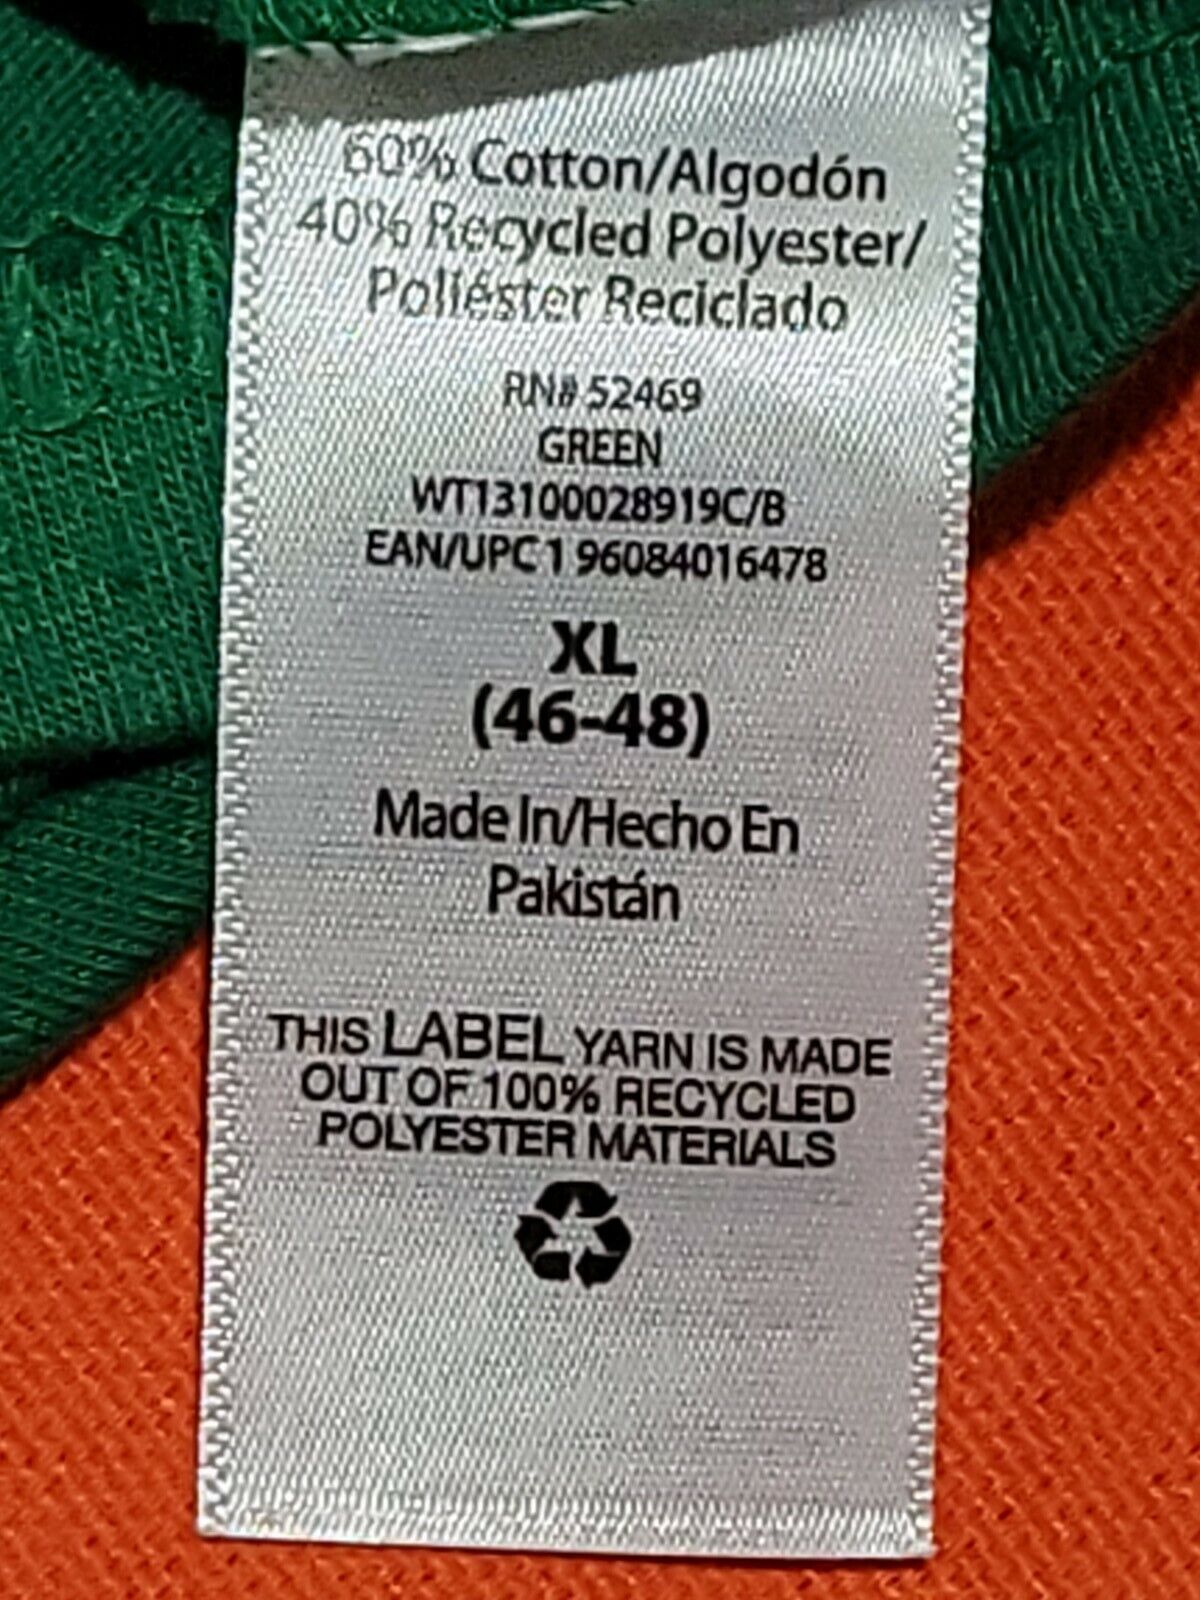 60% Cotton/Algodón
40% Recycled Polyester/
Poliéster Reciclado
RN# 52469
GREEN
WT13100028919C/B
EAN/UPC 1 96084016478
XL
(46-48)
Made In/Hecho En
Pakistán
THIS LABEL YARN IS MADE
OUT OF 100% RECYCLED
POLYESTER MATERIALS